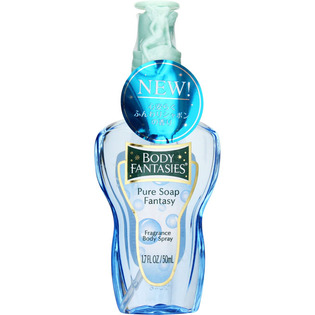 NEW!
BODY
FANTASIES®
Pure Soap
Fantasy
Fragrance
Body Spray
1.7 FL OZ / 50mL